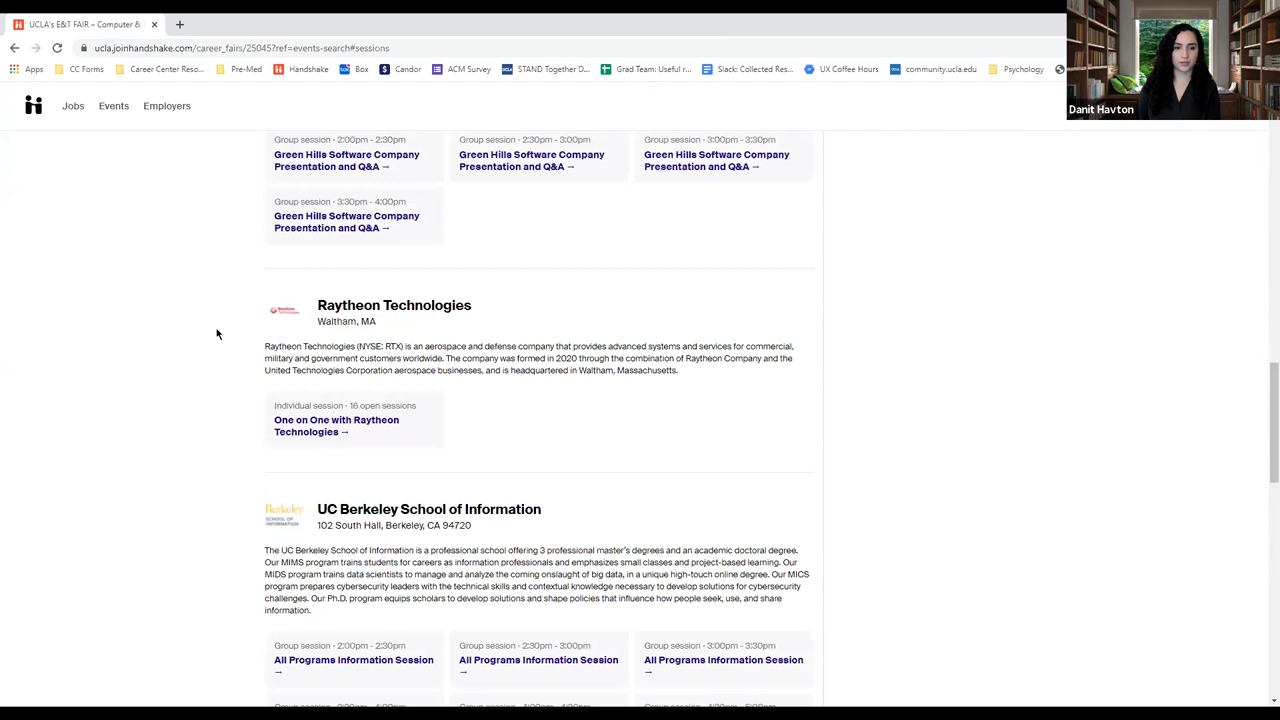 UCLA's E&T FAIR – Computer &
ucla.joinhandshake.com/career_fairs/25045?ref=events-search#sessions
Apps CC Forms Career Center Reso... Pre-Med Handshake Box Candor ACM Survey STAND Together D... Grad Team: Useful r... Slack: Collected Res... UX Coffee Hours community.ucla.edu Psychology
Danit Havton
Jobs Events Employers
Group session • 2:00pm - 2:30pm Group session • 2:30pm - 3:00pm Group session • 3:00pm - 3:30pm
Green Hills Software Company Green Hills Software Company Green Hills Software Company
Presentation and Q&A → Presentation and Q&A → Presentation and Q&A →
Group session • 3:30pm - 4:00pm
Green Hills Software Company
Presentation and Q&A →
Raytheon Technologies
Waltham, MA
Raytheon Technologies (NYSE: RTX) is an aerospace and defense company that provides advanced systems and services for commercial,
military and government customers worldwide. The company was formed in 2020 through the combination of Raytheon Company and the
United Technologies Corporation aerospace businesses, and is headquartered in Waltham, Massachusetts.
Individual session • 16 open sessions
One on One with Raytheon
Technologies →
Berkeley
SCHOOL OF
INFORMATION
UC Berkeley School of Information
102 South Hall, Berkeley, CA 94720
The UC Berkeley School of Information is a professional school offering 3 professional master's degrees and an academic doctoral degree.
Our MIMS program trains students for careers as information professionals and emphasizes small classes and project-based learning. Our
MIDS program trains data scientists to manage and analyze the coming onslaught of big data, in a unique high-touch online degree. Our MICS
program prepares cybersecurity leaders with the technical skills and contextual knowledge necessary to develop solutions for cybersecurity
challenges. Our Ph.D. program equips scholars to develop solutions and shape policies that influence how people seek, use, and share
information.
Group session • 2:00pm - 2:30pm Group session • 2:30pm - 3:00pm Group session • 3:00pm - 3:30pm
All Programs Information Session All Programs Information Session All Programs Information Session
→ → →